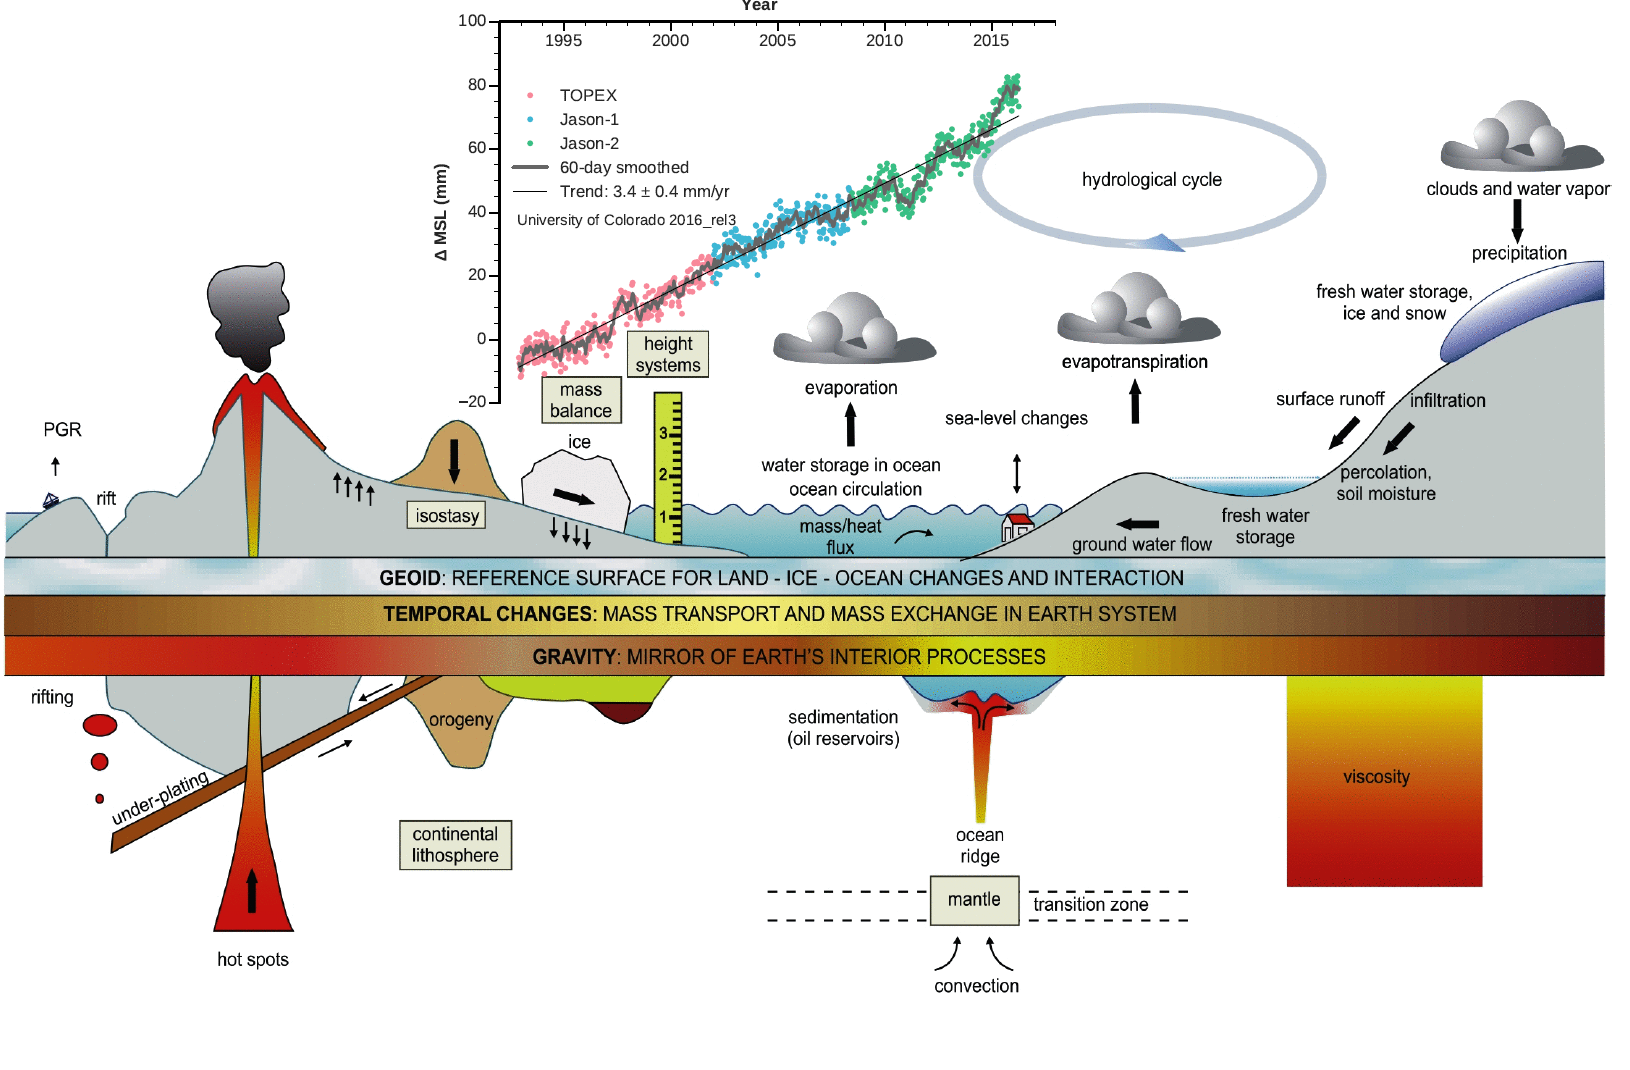 Year
100
1995
2000
2005
2010
2015
80
60
40
20
0
−20
Δ MSL (mm)
TOPEX
Jason-1
Jason-2
60-day smoothed
Trend: 3.4 ± 0.4 mm/yr
University of Colorado 2016_rel3
hydrological cycle
clouds and water vapor
precipitation
fresh water storage,
ice and snow
evapotranspiration
evaporation
height
systems
mass
balance
ice
sea-level changes
surface runoff
infiltration
PGR
rift
isostasy
3
2
1
water storage in ocean
ocean circulation
mass/heat
flux
percolation,
soil moisture
fresh water
storage
ground water flow
GEOID: REFERENCE SURFACE FOR LAND - ICE - OCEAN CHANGES AND INTERACTION
TEMPORAL CHANGES: MASS TRANSPORT AND MASS EXCHANGE IN EARTH SYSTEM
GRAVITY: MIRROR OF EARTH'S INTERIOR PROCESSES
rifting
orogeny
under-plating
sedimentation
(oil reservoirs)
viscosity
continental
lithosphere
ocean
ridge
mantle
transition zone
hot spots
convection